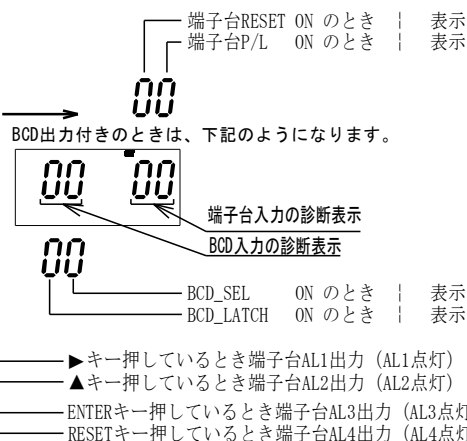 端子台RESET ON のとき ¦ 表示
端子台P/L ON のとき ¦ 表示
00
BCD出力付きのときは、下記のようになります。
00 00
端子台入力の診断表示
BCD入力の診断表示
00
BCD_SEL ON のとき ¦ 表示
BCD_LATCH ON のとき ¦ 表示
▶キー押しているとき端子台AL1出力（AL1点灯）
▲キー押しているとき端子台AL2出力（AL2点灯）
ENTERキー押しているとき端子台AL3出力（AL3点灯
RESETキー押しているとき端子台AL4出力（AL4点灯